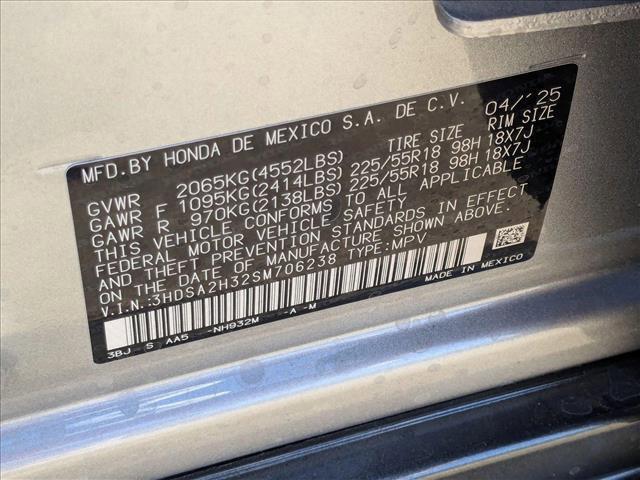 MFD.BY HONDA DE MEXICO S.A. DE C.V. 04/'25
TIRE SIZE RIM SIZE
GVWR 2065KG(4552LBS)
GAWR F 1095KG(2414LBS) 225/55R18 98H 18X7J
GAWR R 970KG(2138LBS) 225/55R18 98H 18X7J
THIS VEHICLE CONFORMS TO ALL APPLICABLE
FEDERAL MOTOR VEHICLE SAFETY
AND THEFT PREVENTION STANDARDS IN EFFECT
ON THE DATE OF MANUFACTURE SHOWN ABOVE.
V.I.N.:3HDSA2H32SM706238 TYPE:MPV
MADE IN MEXICO
3BJ - S AA5 -NH932M -A -M